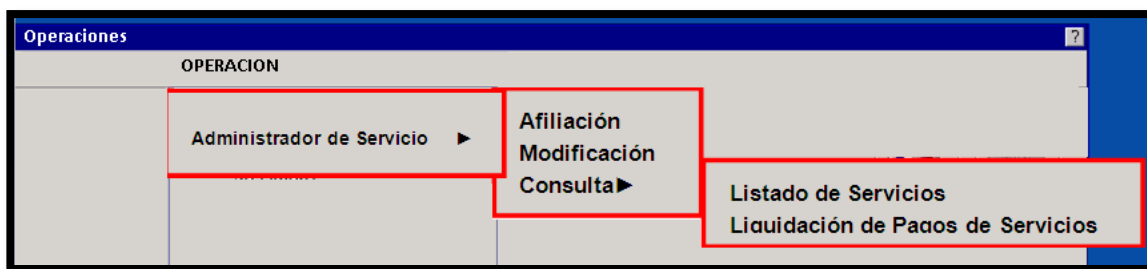 Operaciones
?
OPERACION
Administrador de Servicio ►
Afiliación
Modificación
Consulta►
Listado de Servicios
Liquidación de Pagos de Servicios